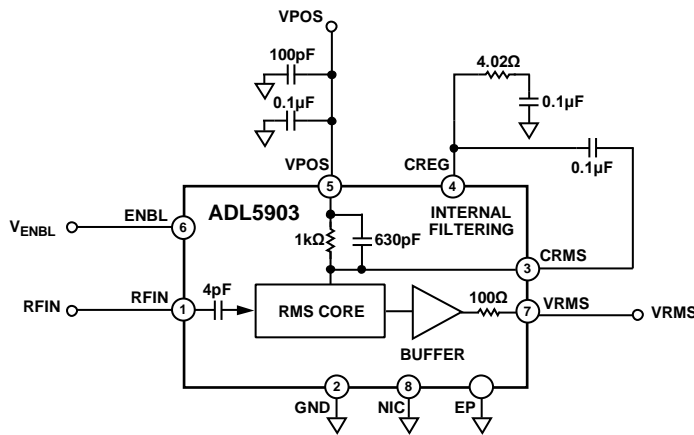 VPOS
100pF
0.1µF
4.02Ω
0.1µF
0.1µF
VPOS
CREG
5
4
ADL5903
INTERNAL
FILTERING
ENBL
V_ENBL
6
1kΩ
630pF
3
CRMS
RFIN
RFIN
1
4pF
RMS CORE
BUFFER
100Ω
7
VRMS
VRMS
2
8
GND
NIC
EP